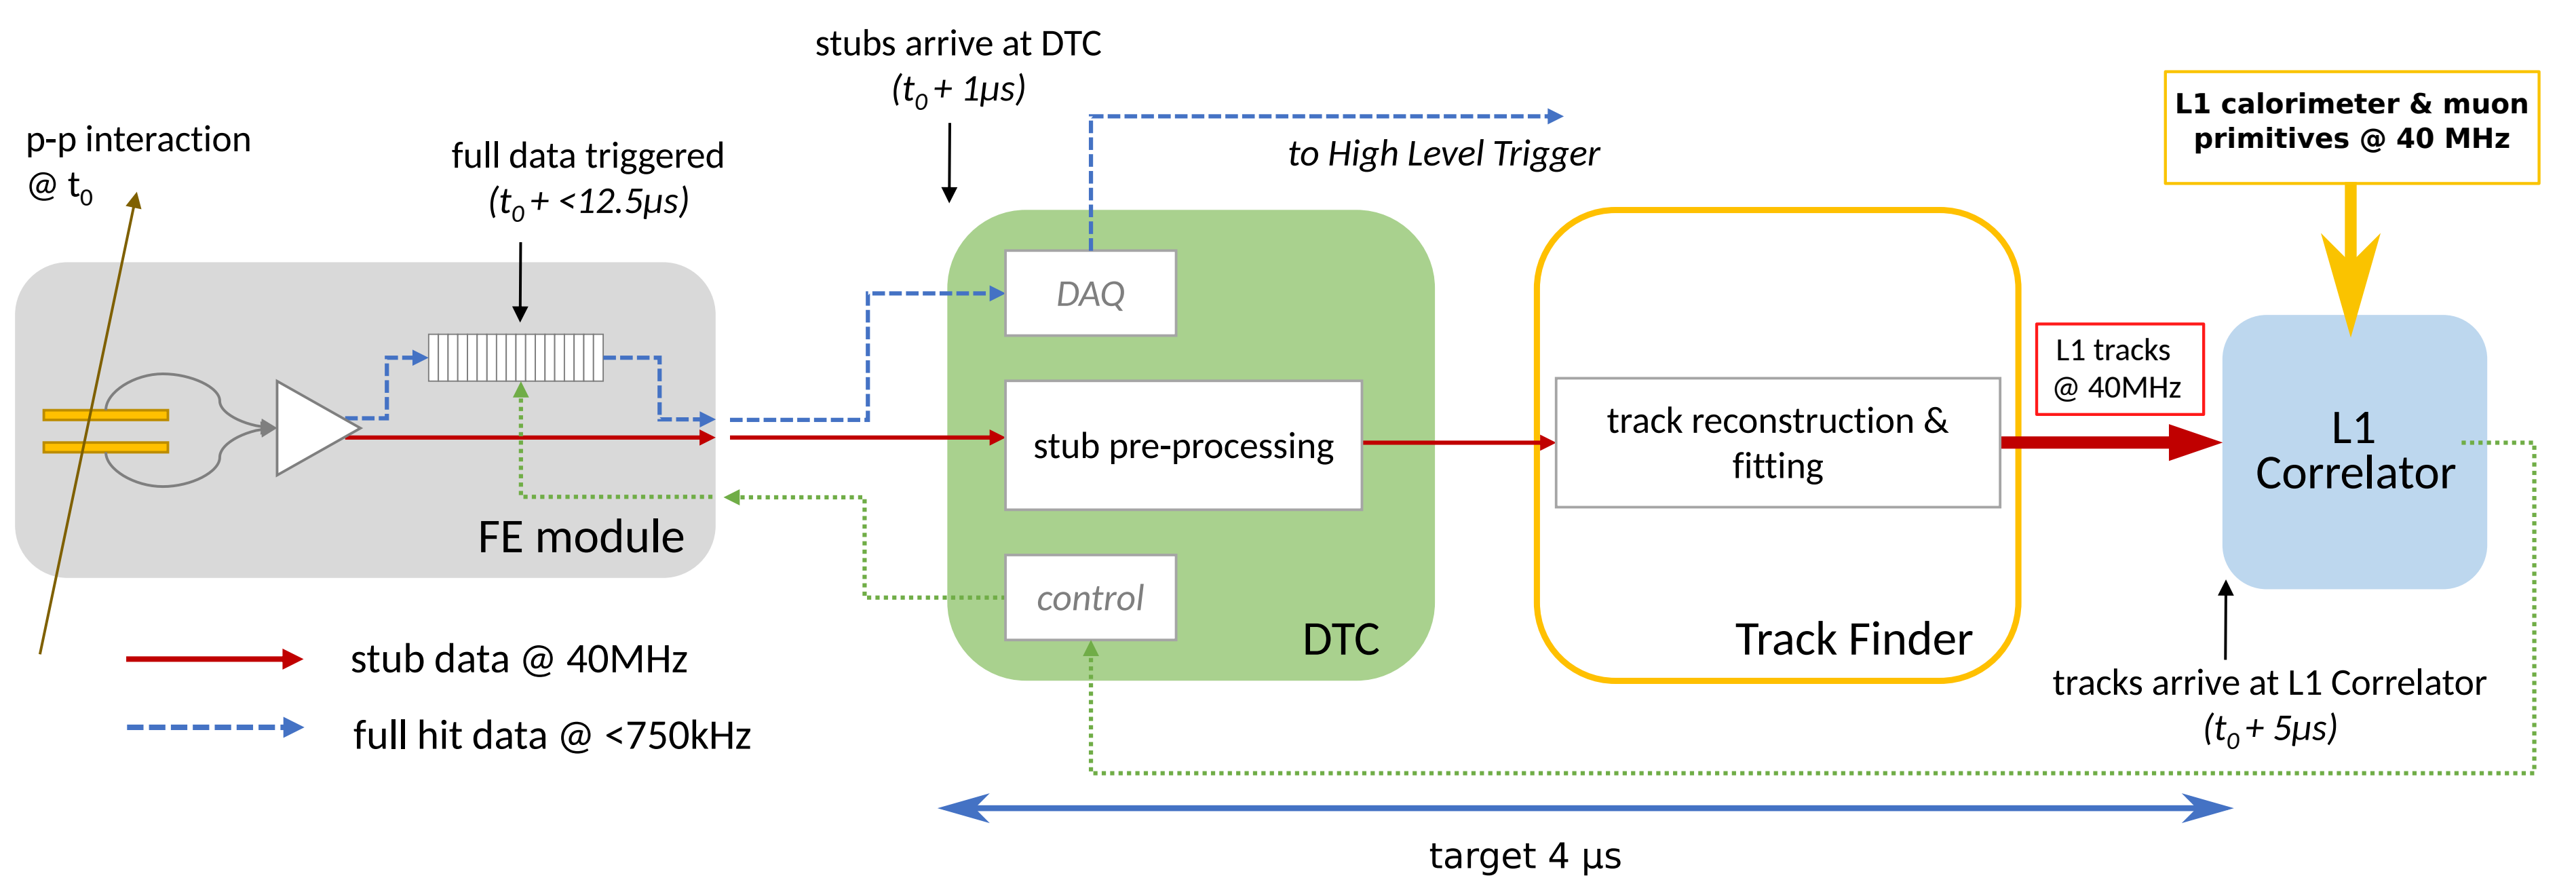 stubs arrive at DTC
(t0 + 1µs)
p-p interaction
@ t0
full data triggered
(t0 + <12.5µs)
to High Level Trigger
L1 calorimeter & muon
primitives @ 40 MHz
DAQ
stub pre-processing
control
DTC
FE module
track reconstruction &
fitting
Track Finder
L1 tracks
@ 40MHz
L1
Correlator
tracks arrive at L1 Correlator
(t0 + 5µs)
stub data @ 40MHz
full hit data @ <750kHz
target 4 µs